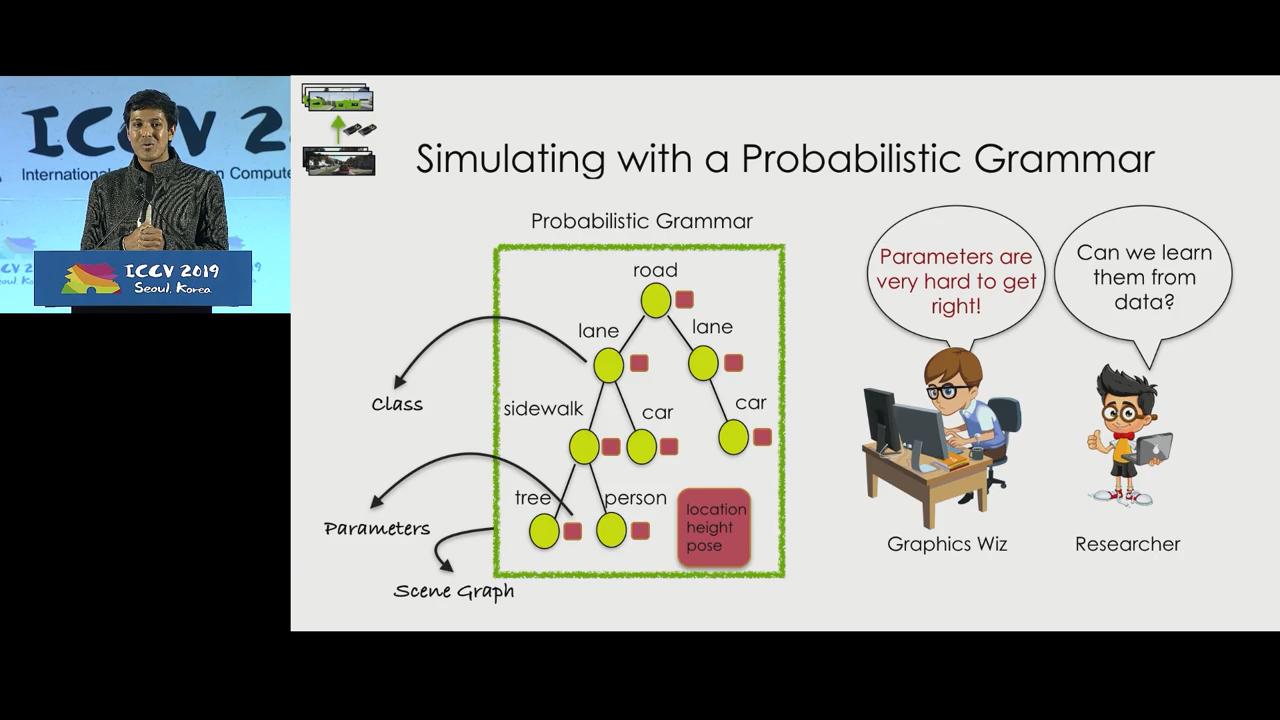 ICCV 2
International
on Compute
ICCV 2019
Seoul, Korea
Simulating with a Probabilistic Grammar
Probabilistic Grammar
road
lane
lane
sidewalk
car
car
tree
person
location
height
pose
Class
Parameters
Scene Graph
Parameters are
very hard to get
right!
Can we learn
them from
data?
Graphics Wiz
Researcher